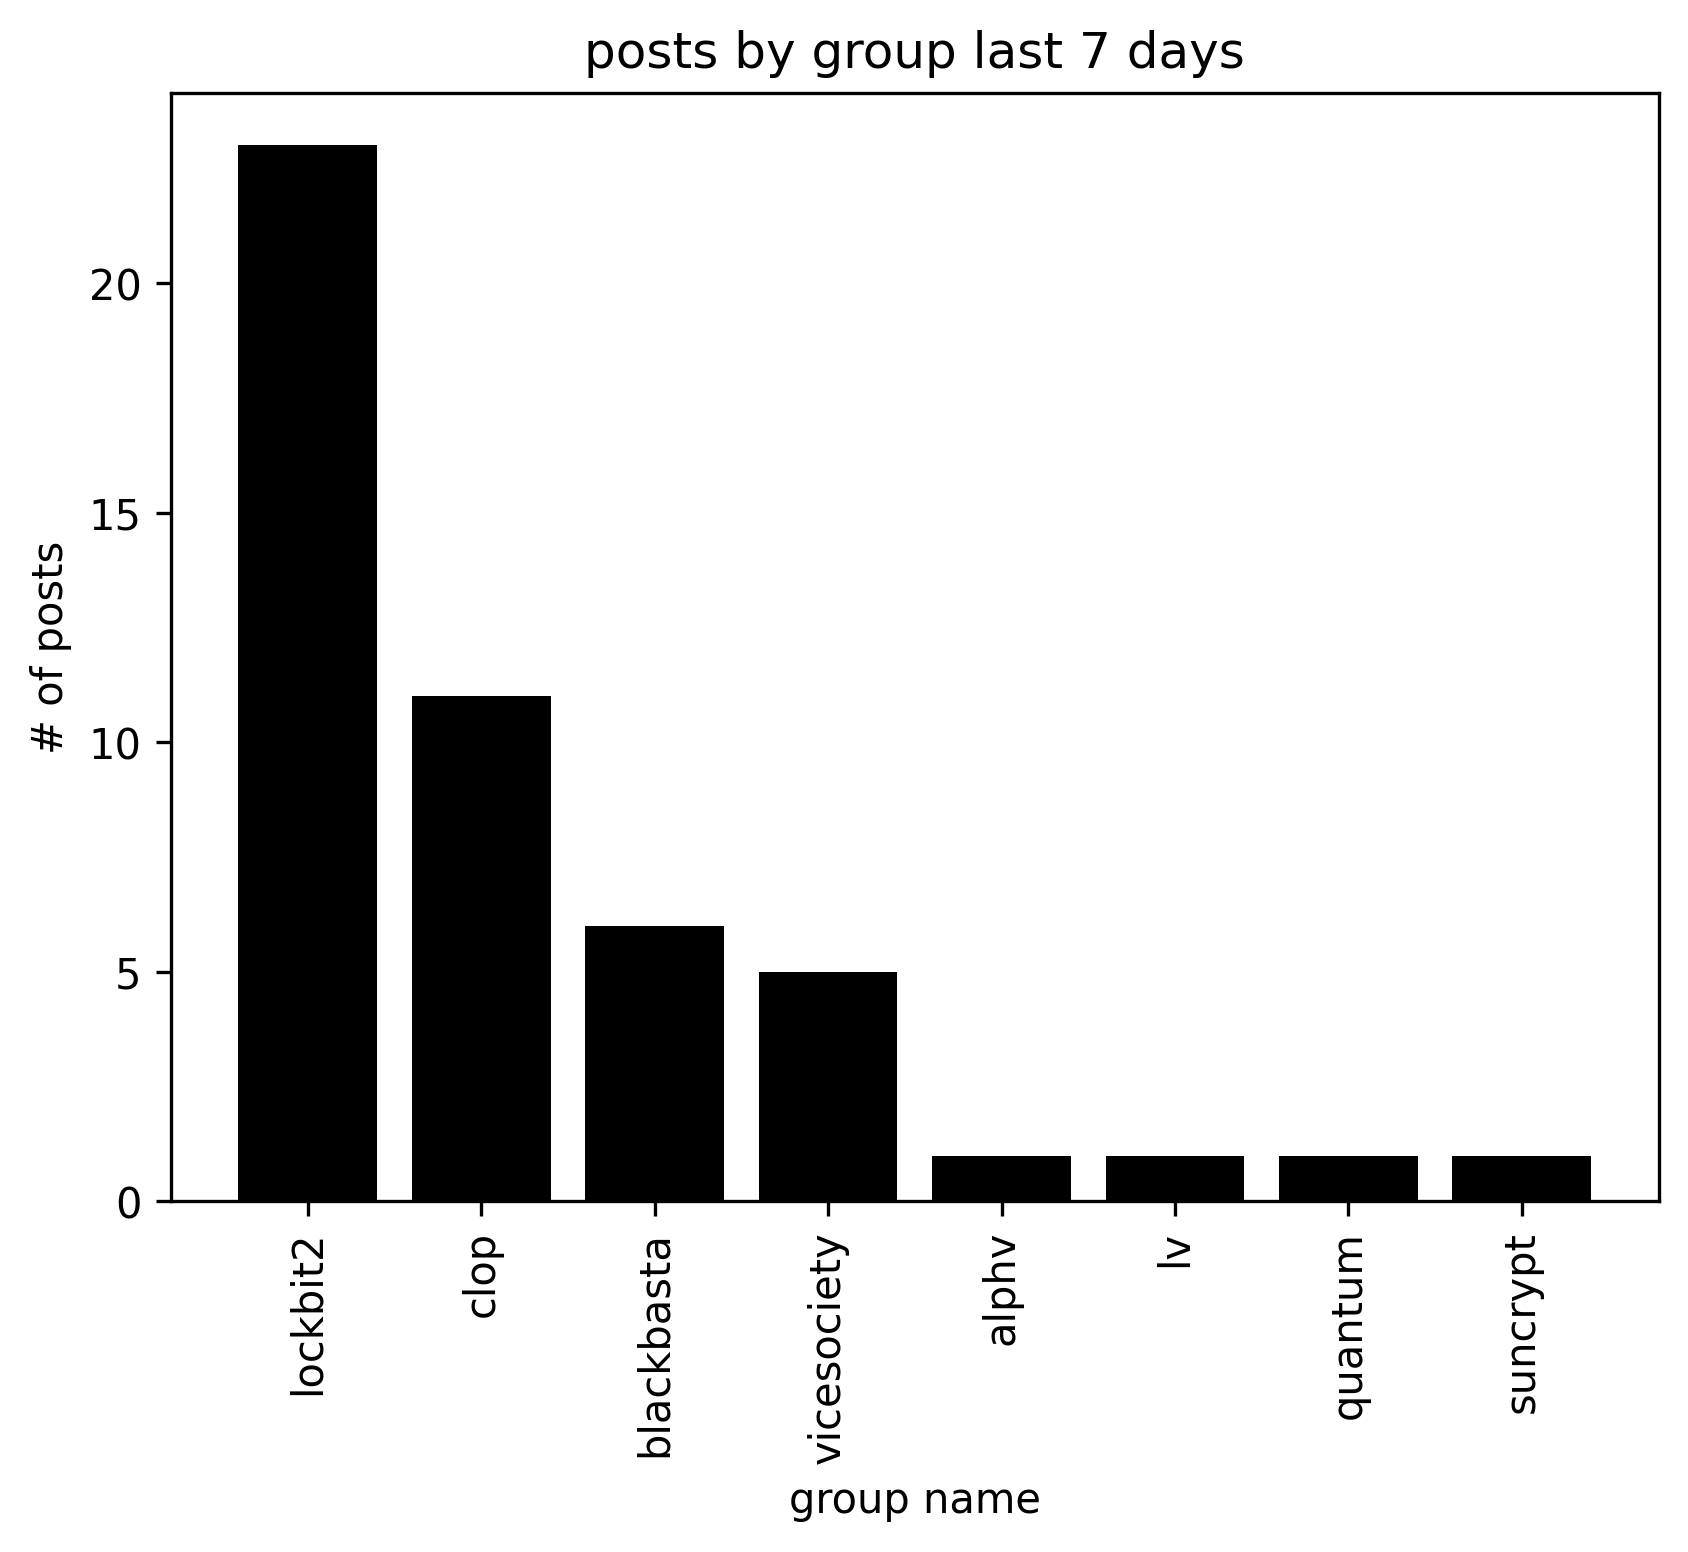 posts by group last 7 days
# of posts
20
15
10
5
0
lockbit2
clop
blackbasta
vicesociety
alphv
lv
quantum
suncrypt
group name